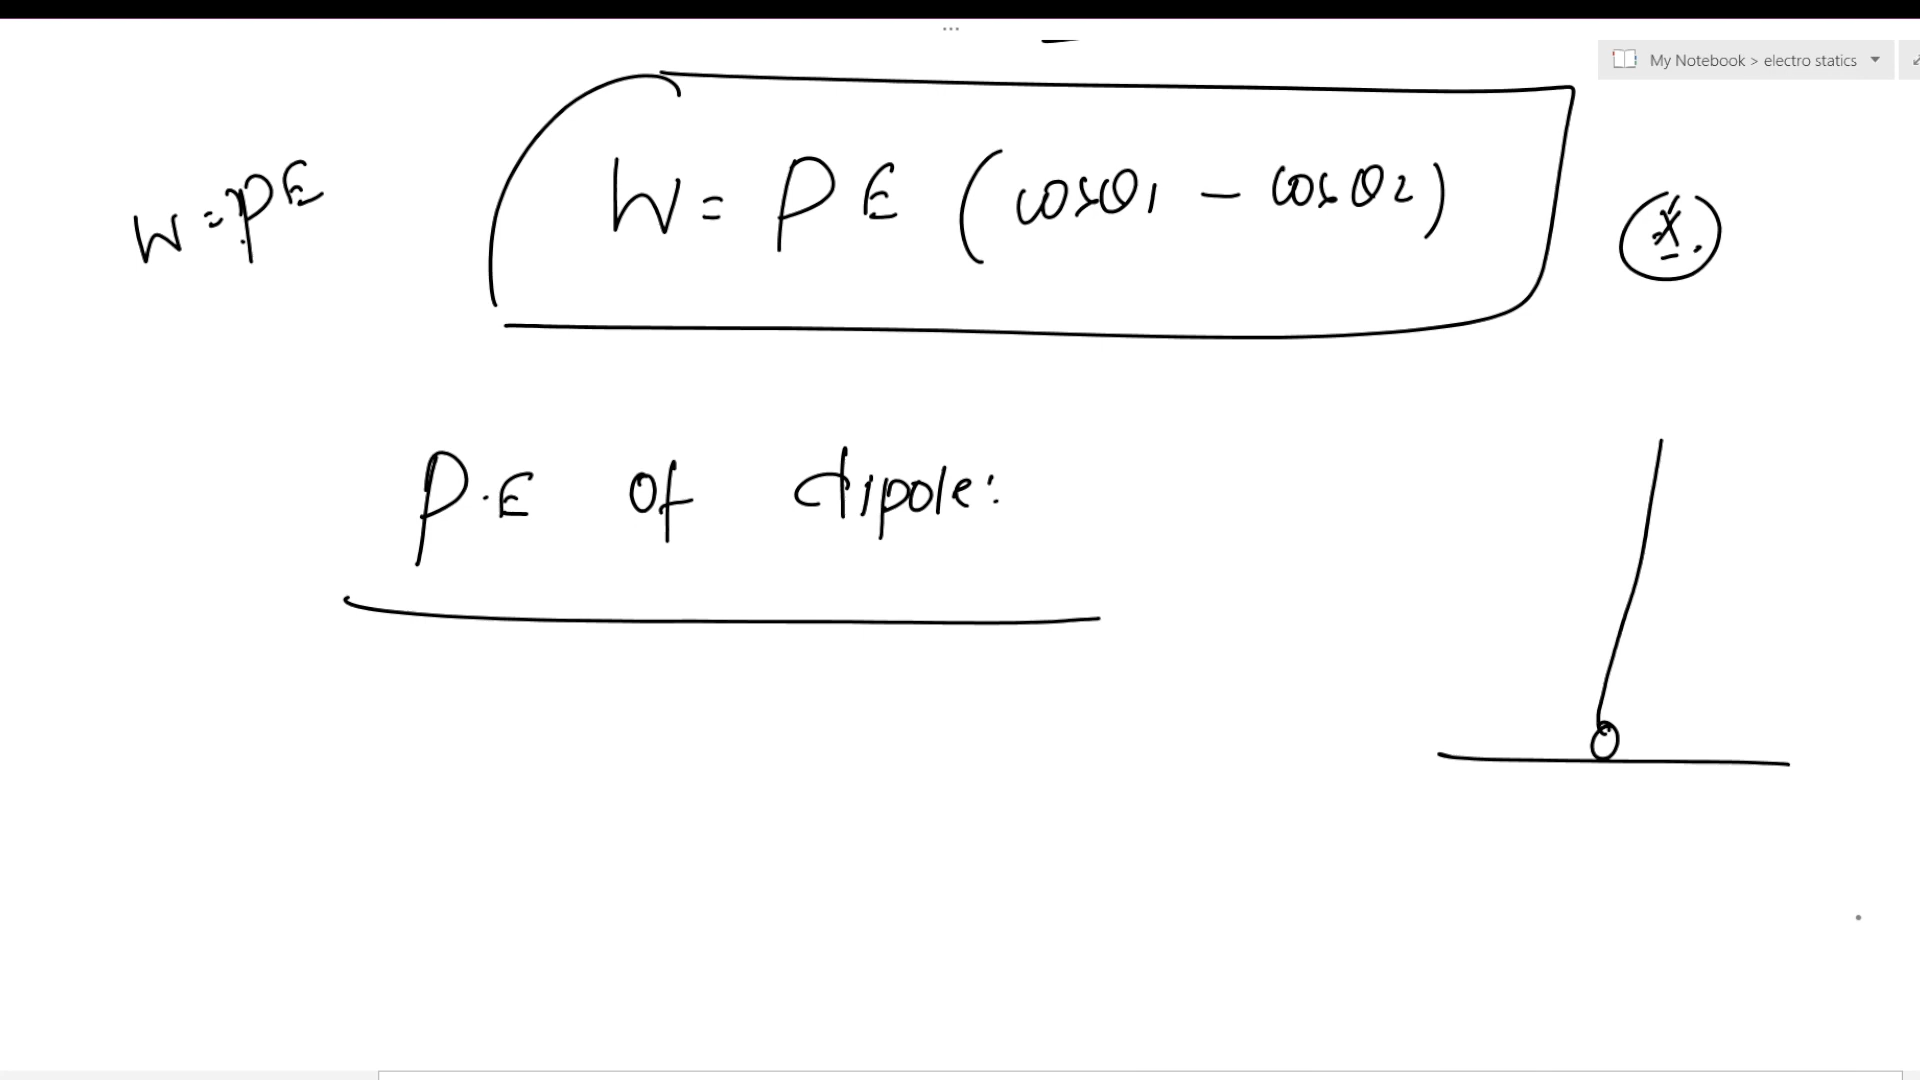 My Notebook > electro statics
W = PE
W = PE (cosθ1 - cosθ2)
P.E of dipole: